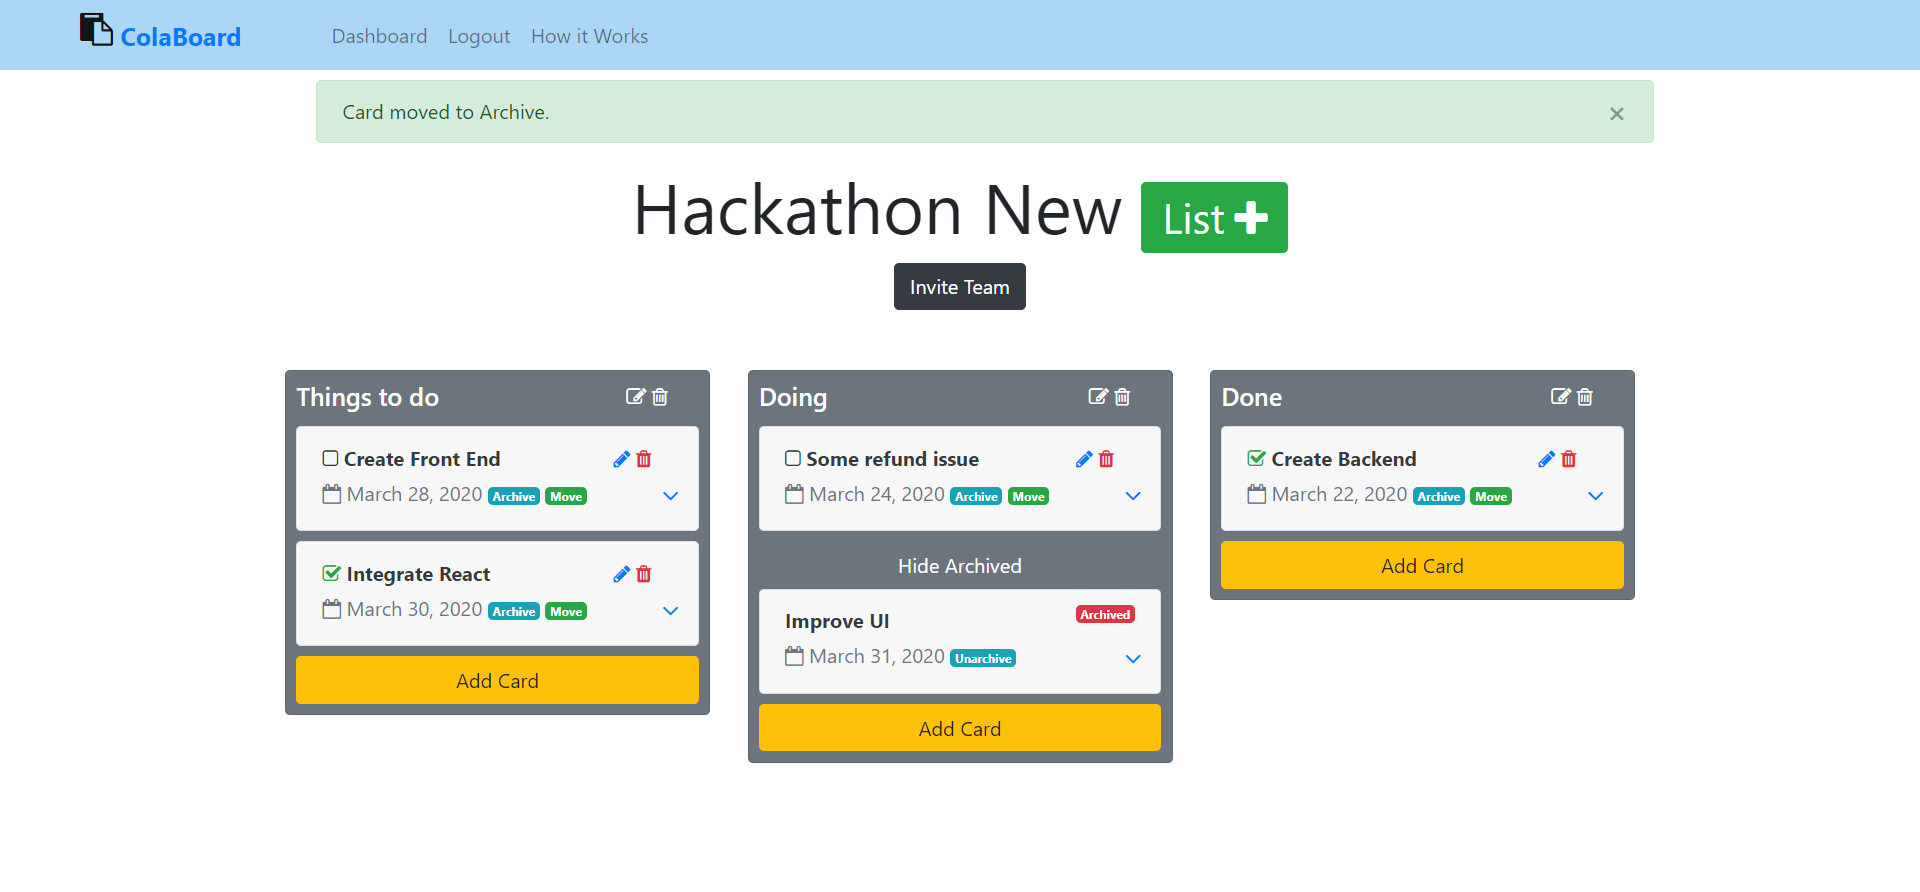 ColaBoard
Dashboard Logout How it Works
Card moved to Archive. ×
Hackathon New List
Invite Team
Things to do
Create Front End
March 28, 2020 Archive Move
Integrate React
March 30, 2020 Archive Move
Add Card
Doing
Some refund issue
March 24, 2020 Archive Move
Hide Archived
Improve UI Archived
March 31, 2020 Unarchive
Add Card
Done
Create Backend
March 22, 2020 Archive Move
Add Card